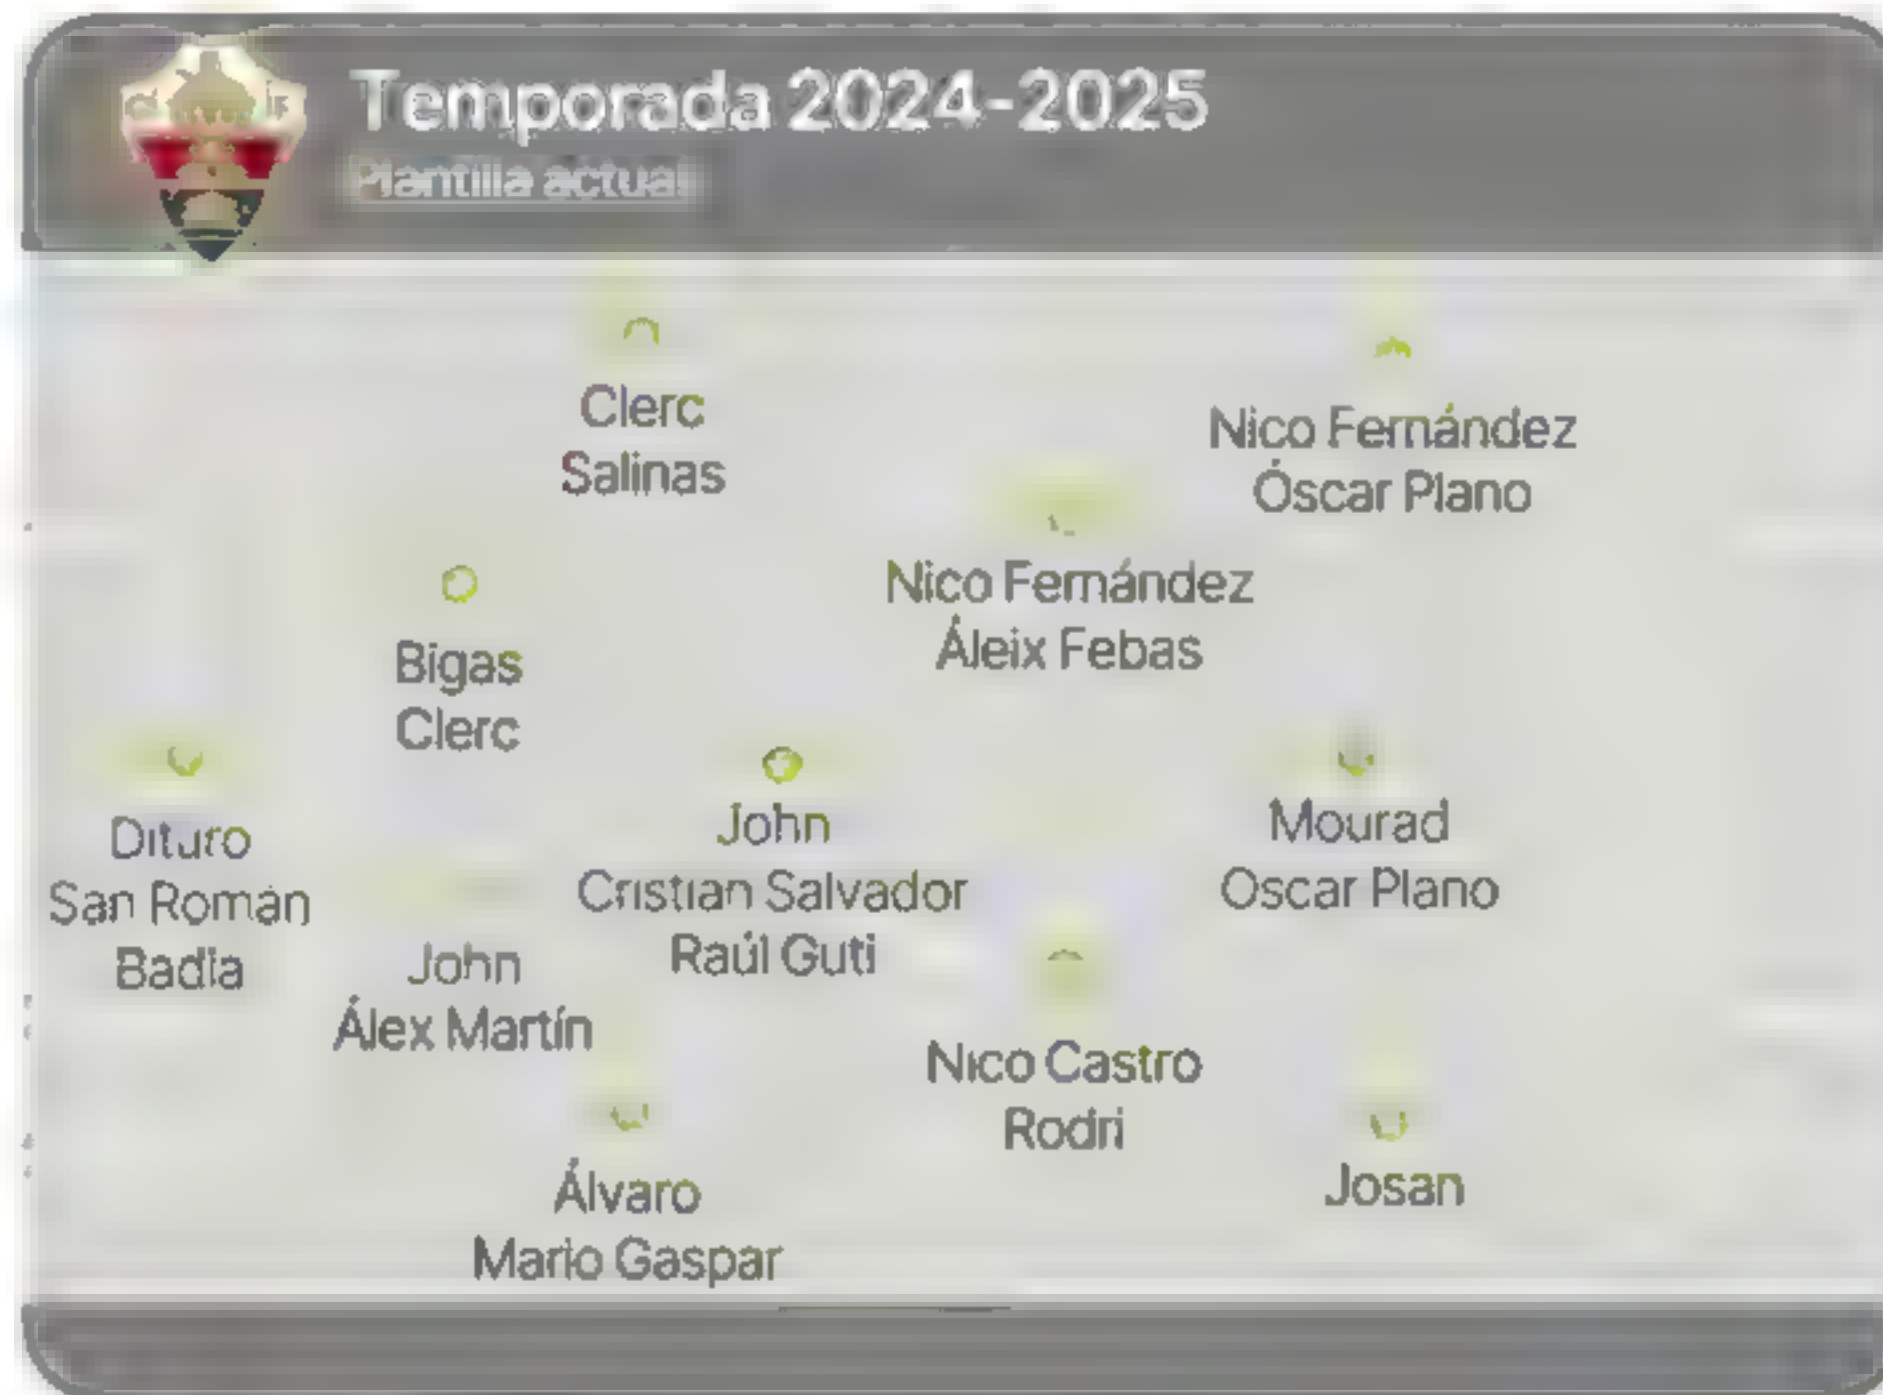 Temporada 2024-2025
Plantilla actual
Clerc
Salinas
Nico Fernández
Óscar Plano
Nico Fernández
Áleix Febas
Bigas
Clerc
Dituro
San Román
Badia
John
Cristian Salvador
Raúl Guti
Mourad
Oscar Plano
John
Álex Martín
Nico Castro
Rodri
Álvaro
Mario Gaspar
Josan